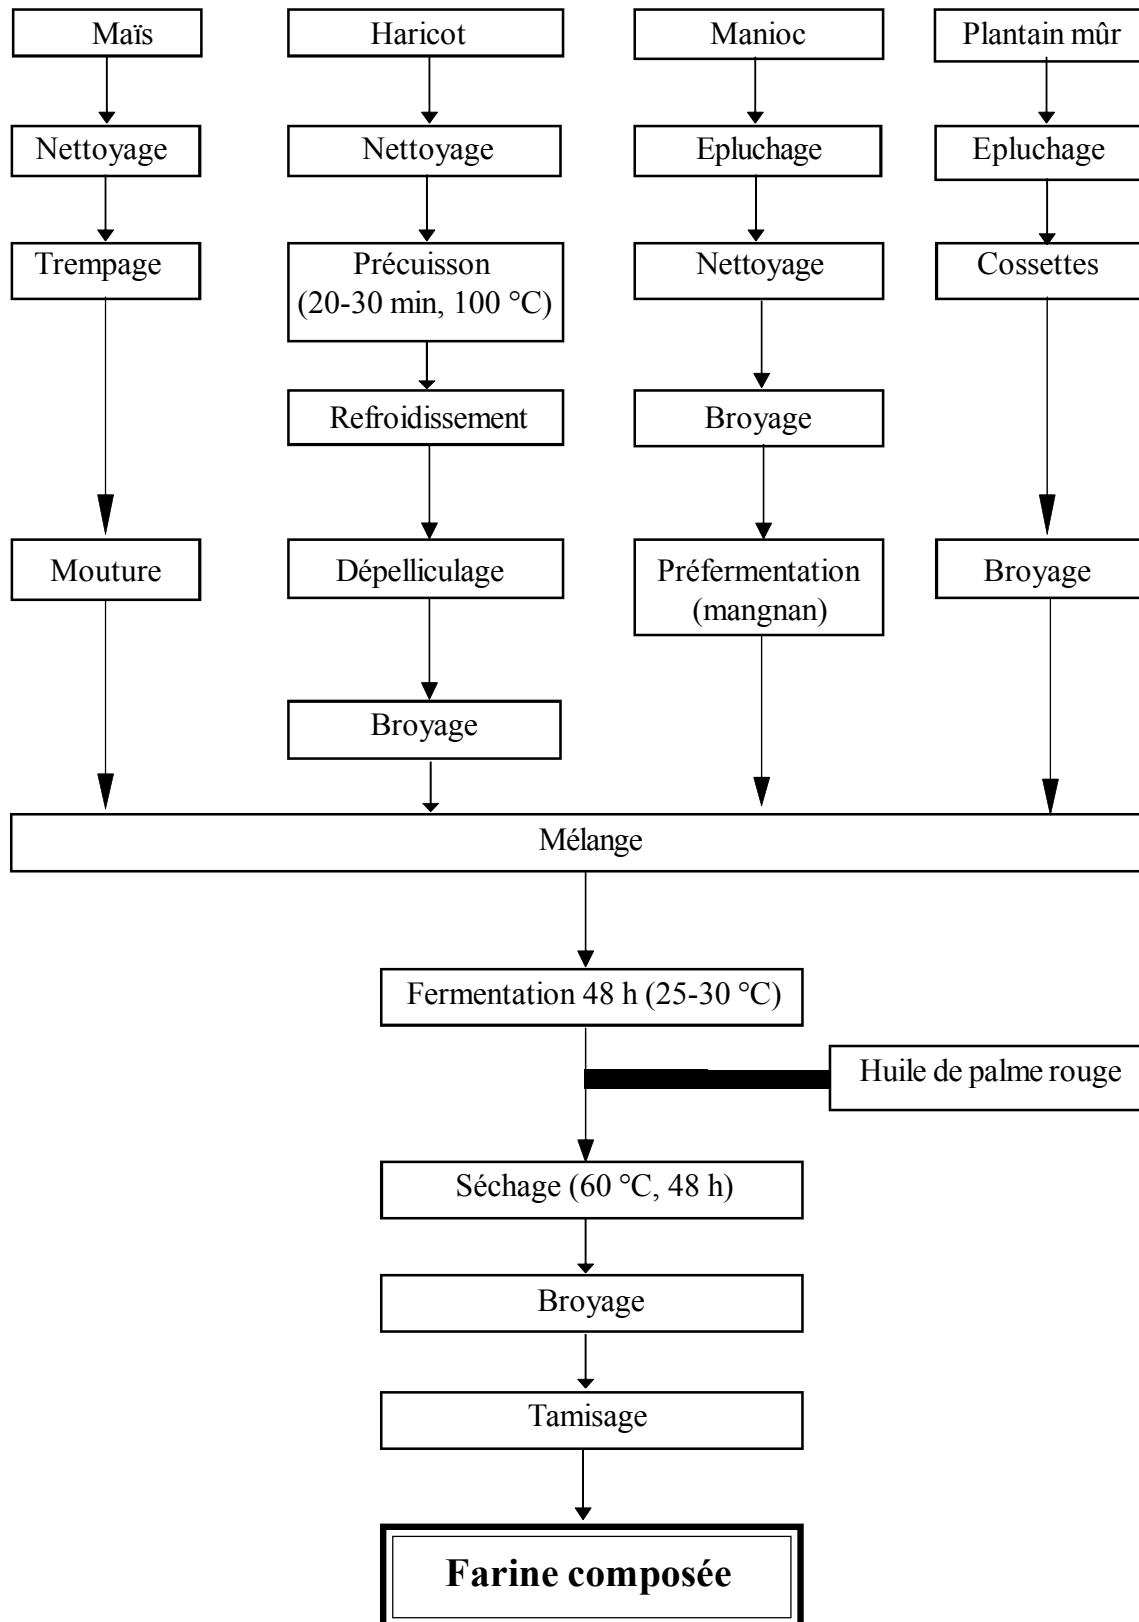 Maïs
Haricot
Manioc
Plantain mûr
Nettoyage
Nettoyage
Epluchage
Epluchage
Trempage
Précuisson
(20-30 min, 100 °C)
Nettoyage
Cossettes
Refroidissement
Broyage
Mouture
Dépelliculage
Préfermentation
(mangnan)
Broyage
Broyage
Mélange
Fermentation 48 h (25-30 °C)
Huile de palme rouge
Séchage (60 °C, 48 h)
Broyage
Tamisage
Farine composée